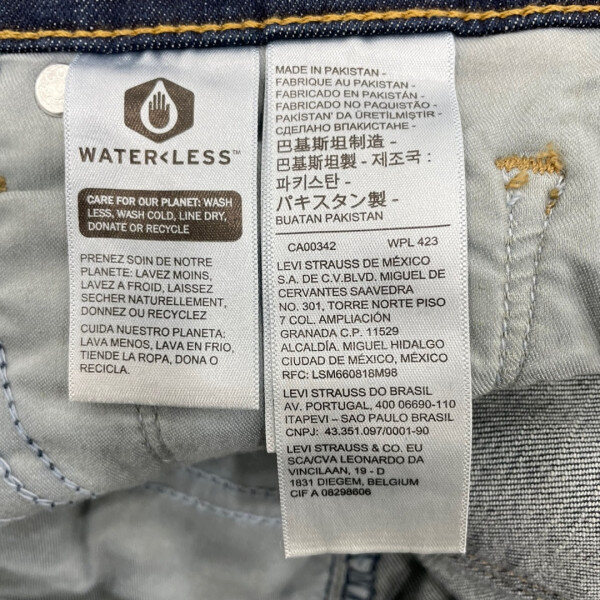 WATER<LESS™
CARE FOR OUR PLANET: WASH
LESS, WASH COLD, LINE DRY,
DONATE OR RECYCLE
PRENEZ SOIN DE NOTRE
PLANETE: LAVEZ MOINS,
LAVEZ A FROID, LAISSEZ
SECHER NATURELLEMENT,
DONNEZ OU RECYCLEZ
CUIDA NUESTRO PLANETA.
LAVA MENOS, LAVA EN FRIO,
TIENDE LA ROPA, DONA O
RECICLA.
MADE IN PAKISTAN -
FABRIQUE AU PAKISTAN -
FABRICADO EN PAKISTÁN -
FABRICADO NO PAQUISTÃO -
PAKİSTAN' DA ÜRETİLMİŞTİR -
СДЕЛАНО ВПАКИСТАНЕ -
巴基斯坦制造 -
巴基斯坦製 - 제조국 :
파키스탄 -
パキスタン製 -
BUATAN PAKISTAN
CA00342 WPL 423
LEVI STRAUSS DE MÉXICO
S.A. DE C.V.BLVD. MIGUEL DE
CERVANTES SAAVEDRA
NO. 301, TORRE NORTE PISO
7 COL. AMPLIACIÓN
GRANADA C.P. 11529
ALCALDÍA. MIGUEL HIDALGO
CIUDAD DE MÉXICO, MÉXICO
RFC: LSM660818M98
LEVI STRAUSS DO BRASIL
AV. PORTUGAL, 400 06690-110
ITAPEVI – SAO PAULO BRASIL
CNPJ: 43.351.097/0001-90
LEVI STRAUSS & CO. EU
SCA/CVA LEONARDO DA
VINCILAAN, 19 - D
1831 DIEGEM, BELGIUM
CIF A 08298606